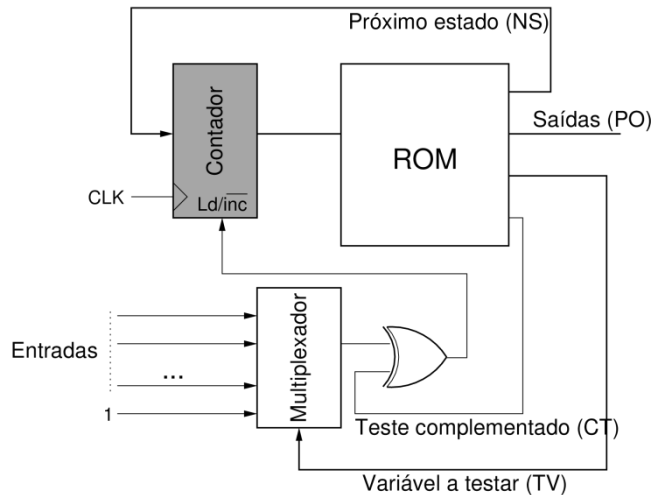 Próximo estado (NS)
Contador
ROM
Saídas (PO)
CLK
Ld/inc
Entradas
...
1
Multiplexador
Teste complementado (CT)
Variável a testar (TV)